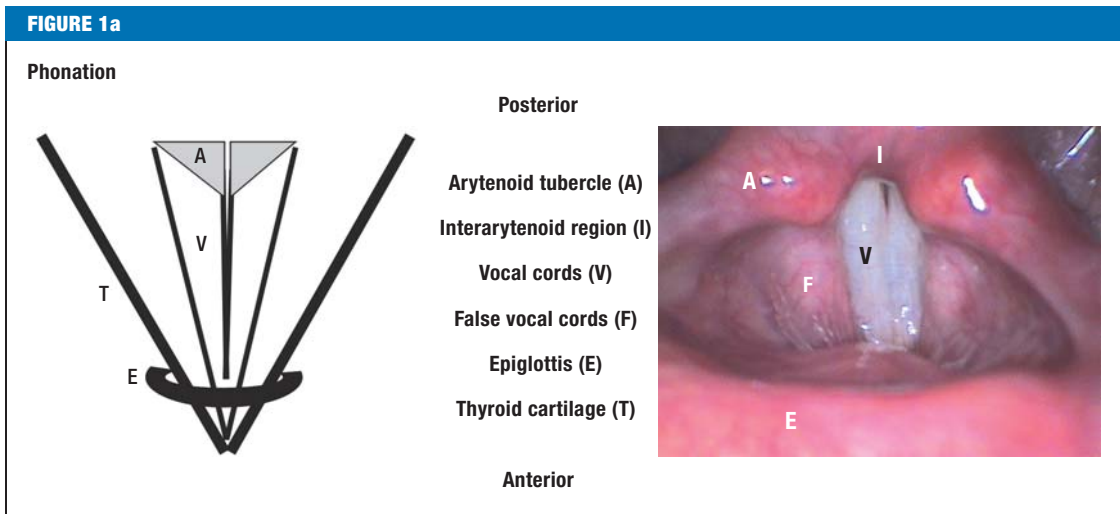 FIGURE 1a
Phonation
Posterior
A
V
T
E
Arytenoid tubercle (A)
Interarytenoid region (I)
Vocal cords (V)
False vocal cords (F)
Epiglottis (E)
Thyroid cartilage (T)
Anterior
I
A
V
F
E